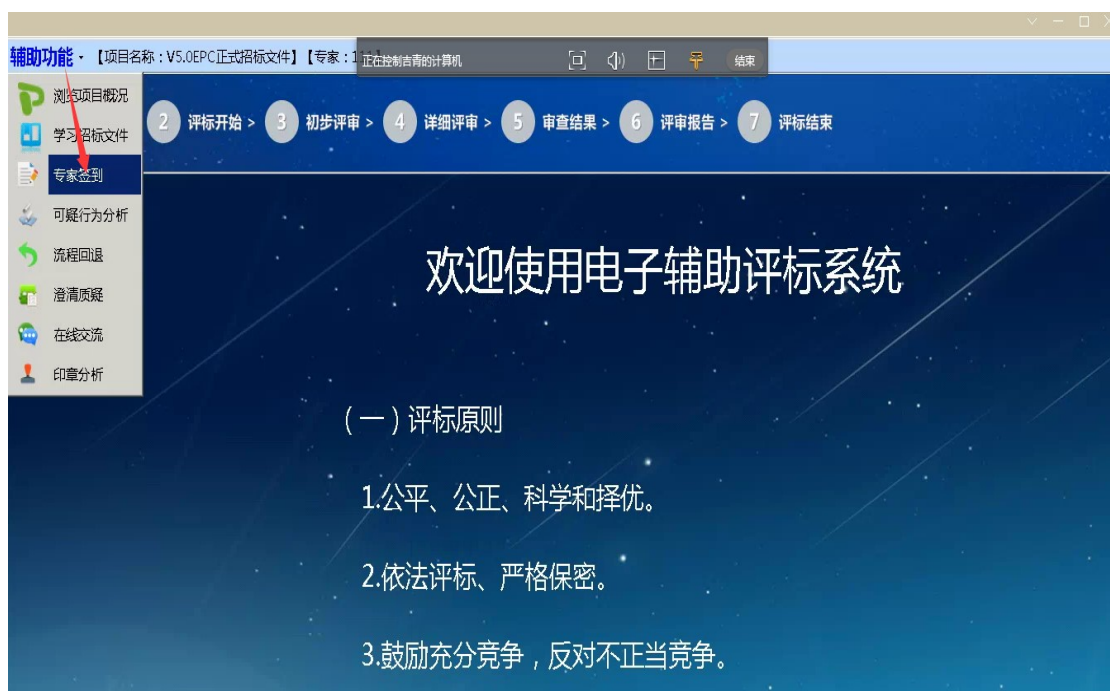 辅助功能 【项目名称：V5.0EPC正式招标文件】【专家：1
正在控制吉青的计算机
结束
浏览项目概况
学习招标文件
专家签到
可疑行为分析
流程回退
澄清质疑
在线交流
印章分析
2 评标开始 > 3 初步评审 > 4 详细评审 > 5 审查结果 > 6 评审报告 > 7 评标结束
欢迎使用电子辅助评标系统
（一）评标原则
1.公平、公正、科学和择优。
2.依法评标、严格保密。
3.鼓励充分竞争，反对不正当竞争。